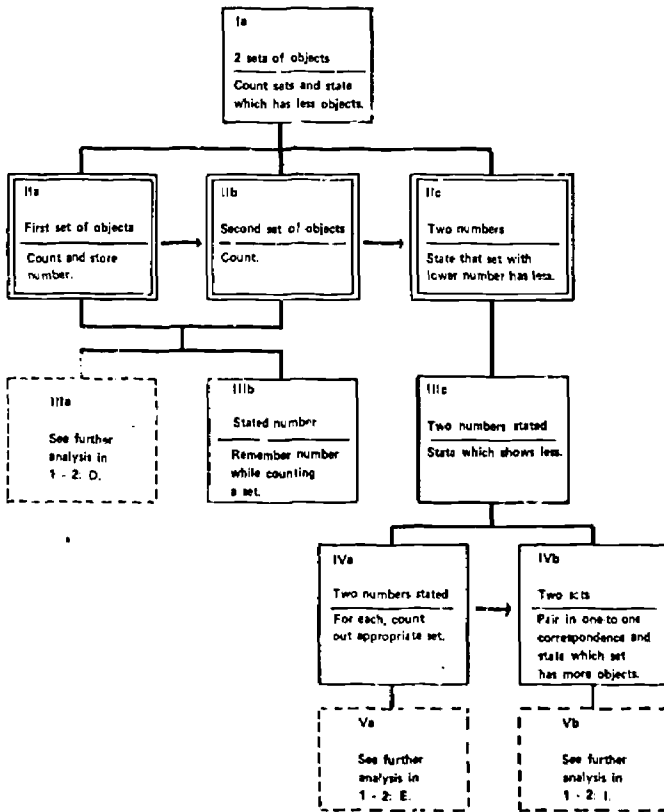 Ia
2 sets of objects
Count sets and state
which has less objects.
IIa
First set of objects
Count and store
number.
IIb
Second set of objects
Count.
IIc
Two numbers
State that set with
lower number has less.
IIIa
See further
analysis in
1 - 2: D.
IIIb
Stated number
Remember number
while counting
a set.
IIIc
Two numbers stated
State which shows less.
IVa
Two numbers stated
For each, count
out appropriate set.
IVb
Two sets
Pair in one to one
correspondence and
state which set
has more objects.
Va
See further
analysis in
1 - 2: E.
Vb
See further
analysis in
1 - 2: I.